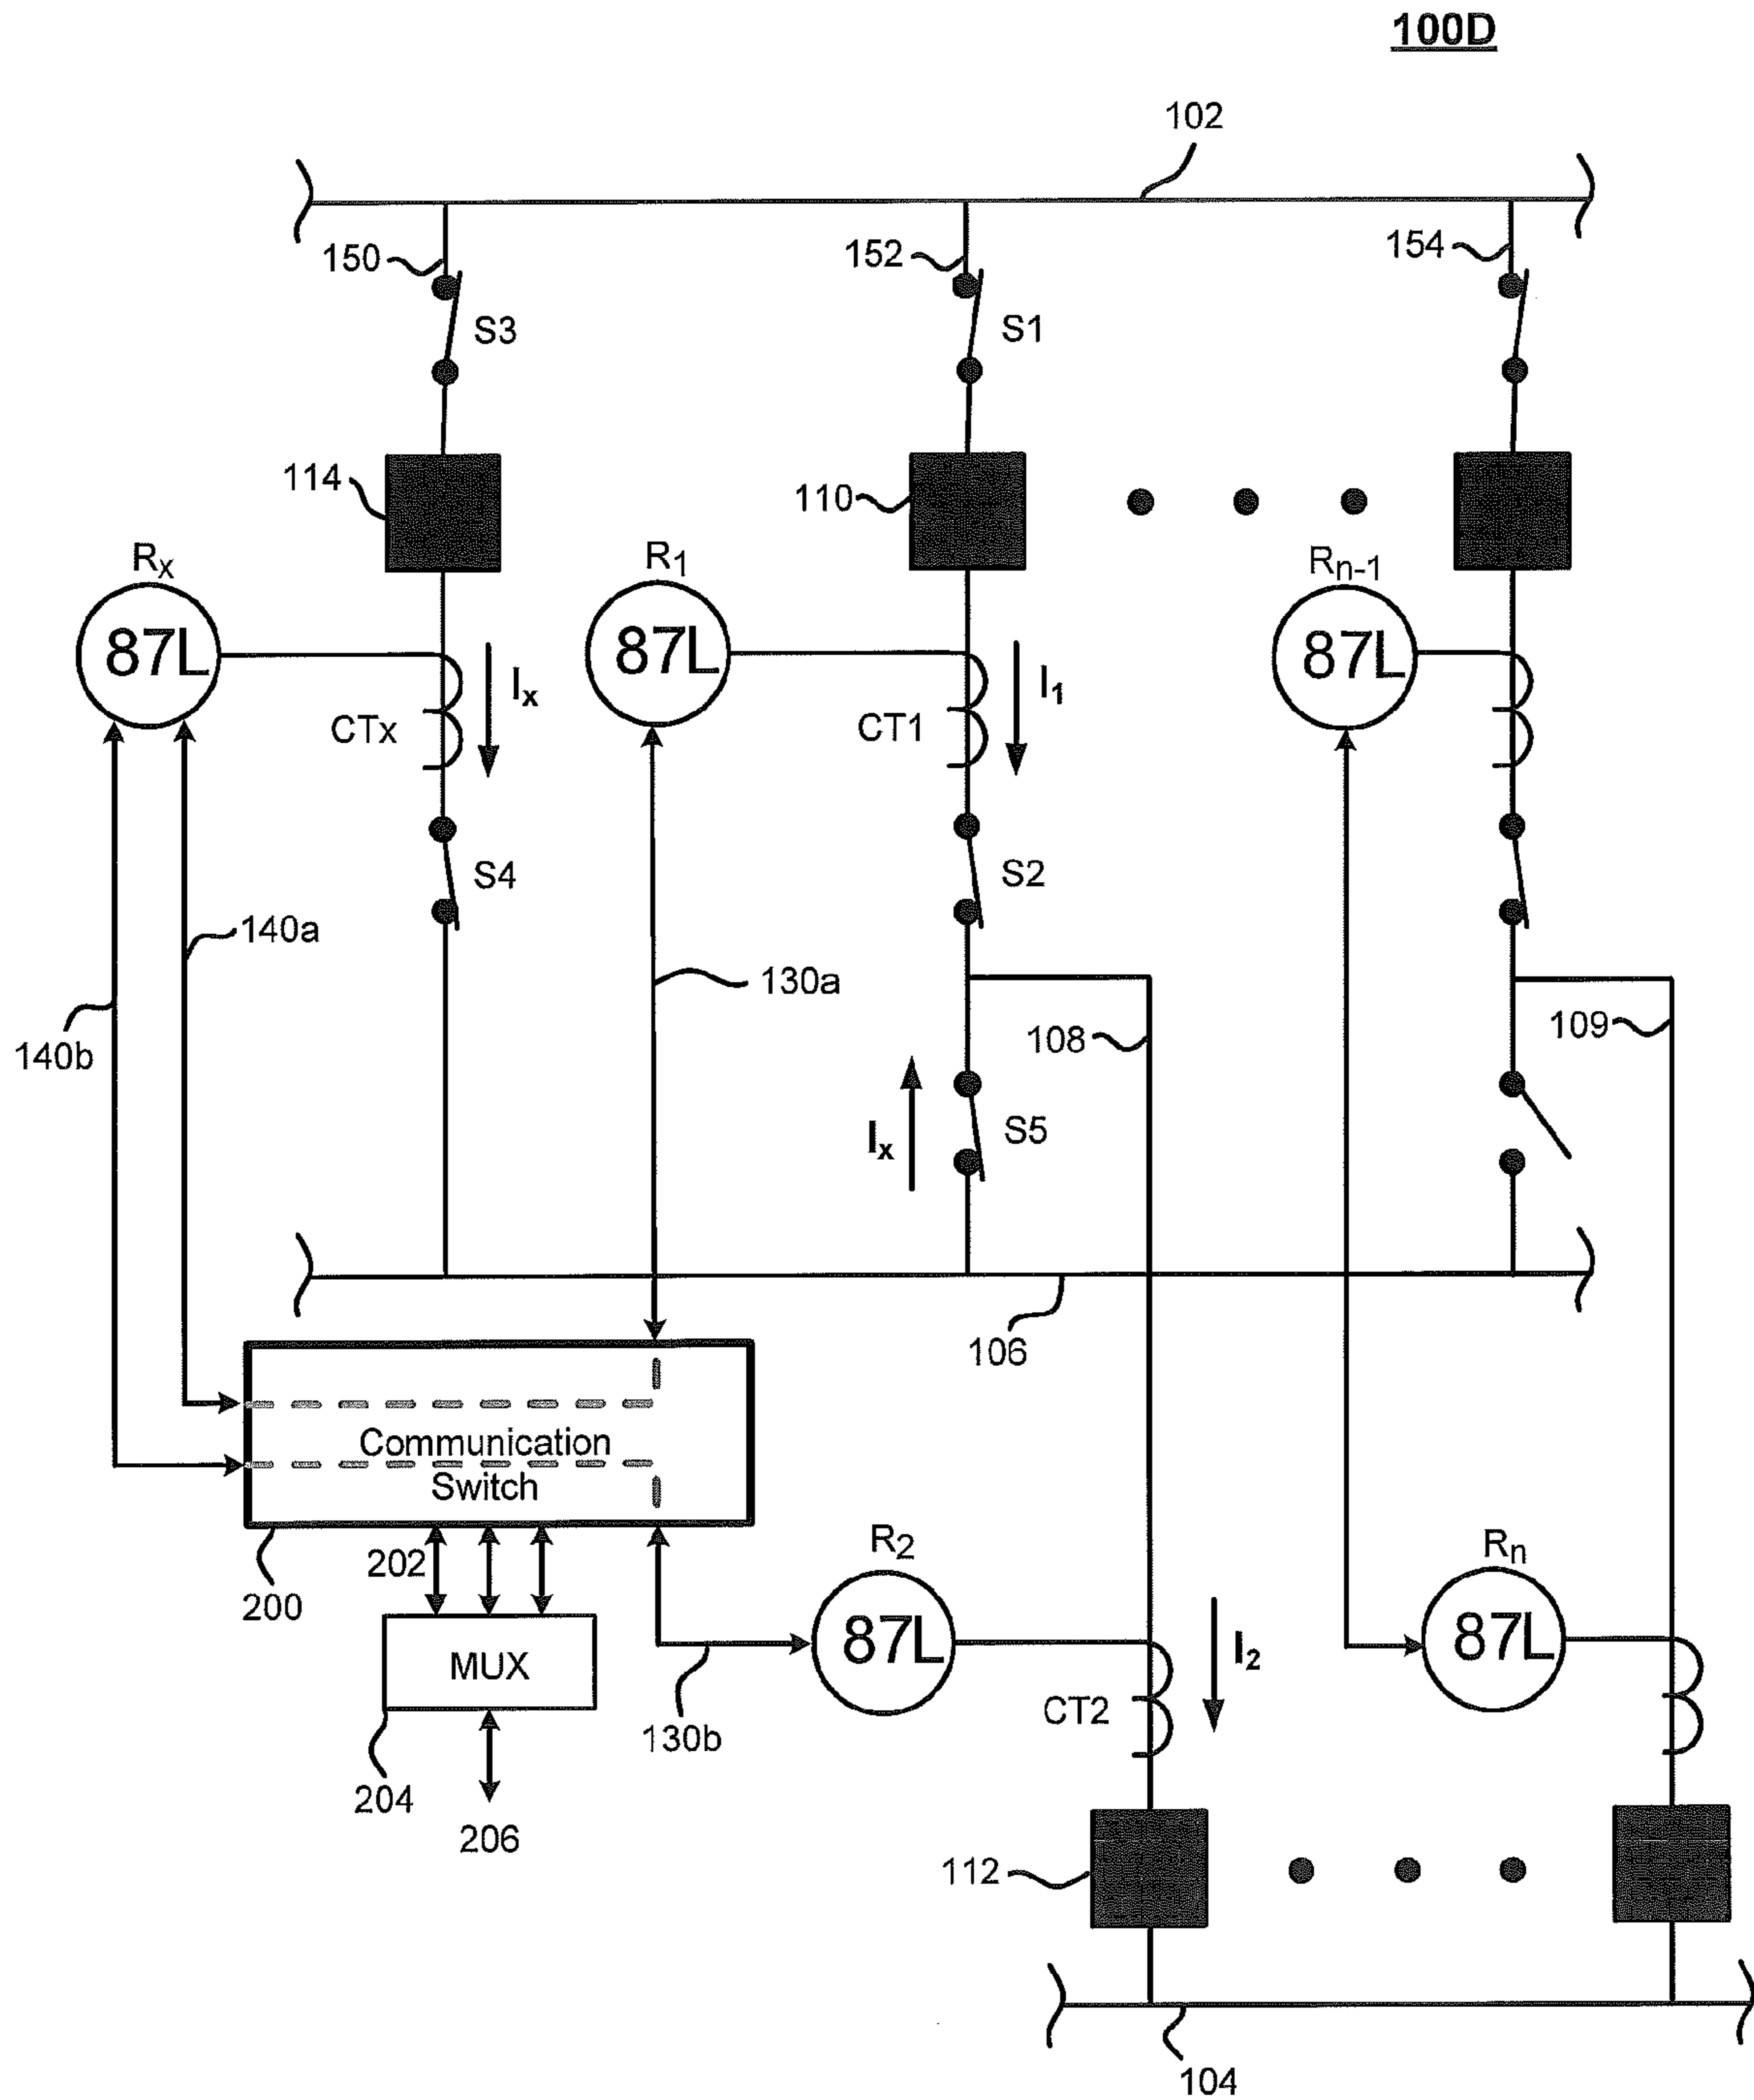 100D
102
150
152
154
S3
S1
114
110
Rx
R1
Rn-1
87L
87L
87L
Ix
I1
CTx
CT1
S4
S2
140a
130a
140b
108
109
Ix
S5
106
Communication
Switch
202
200
R2
Rn
87L
87L
MUX
I2
CT2
130b
204
206
112
104